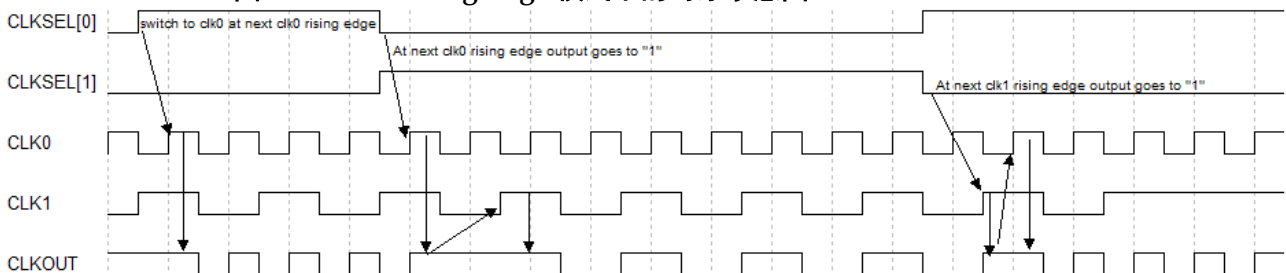 CLKSEL[0]
switch to clk0 at next clk0 rising edge
At next clk0 rising edge output goes to "1"
CLKSEL[1]
At next clk1 rising edge output goes to "1"
CLK0
CLK1
CLKOUT